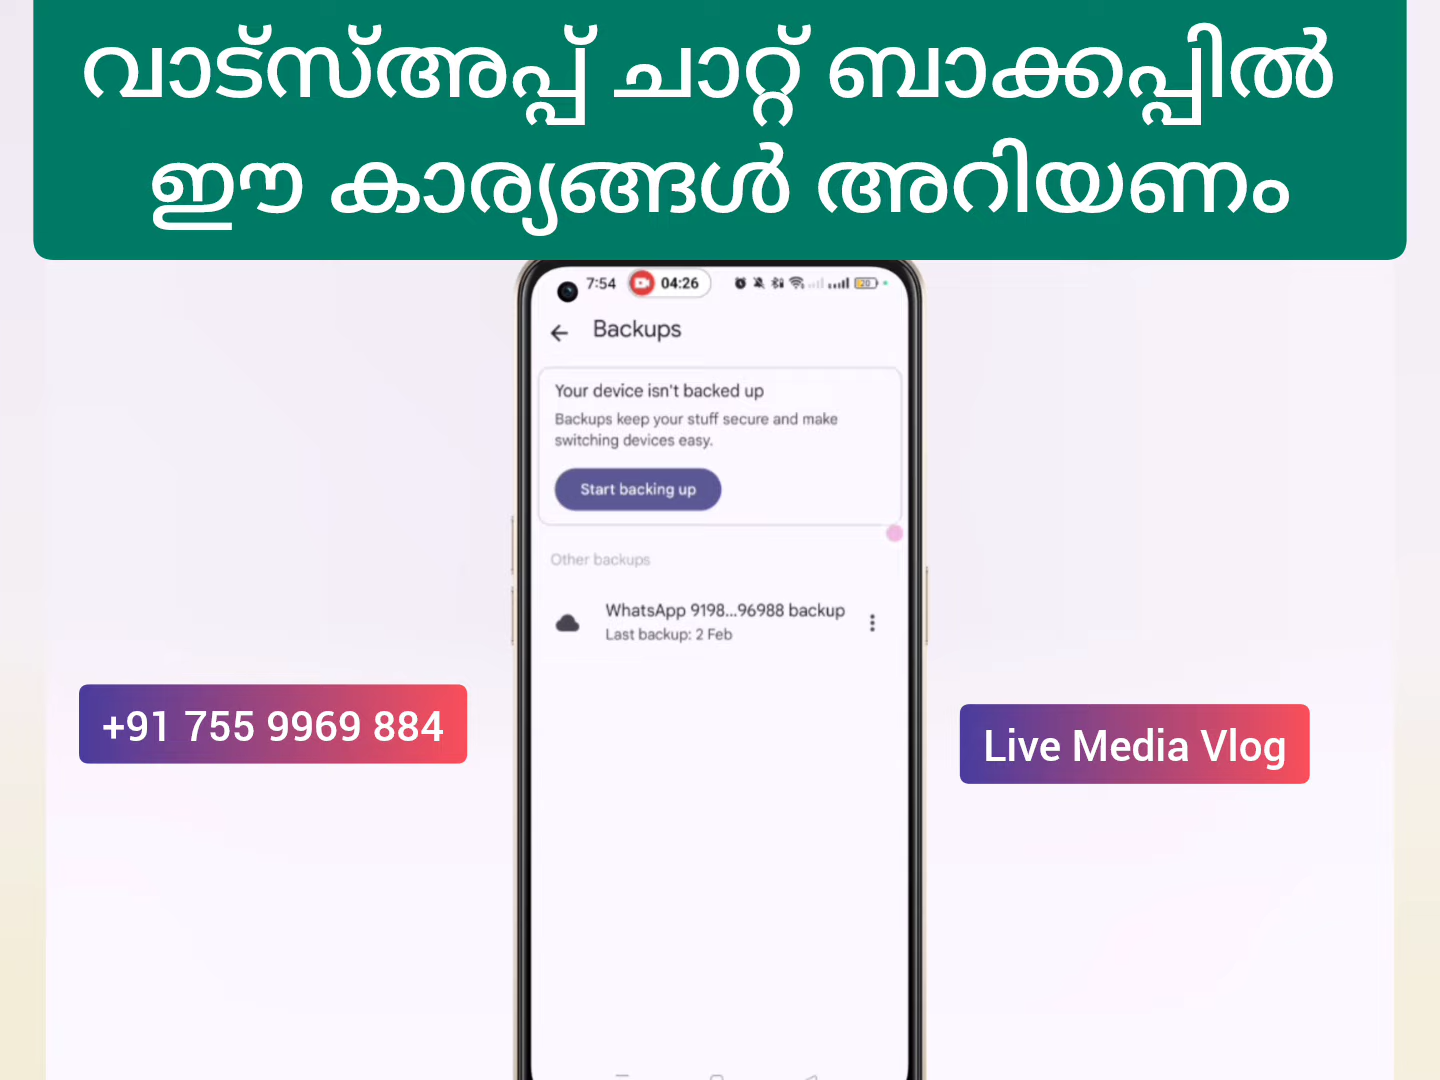 വാട്സ്അപ്പ് ചാറ്റ് ബാക്കപ്പിൽ
ഈ കാര്യങ്ങൾ അറിയണം
7:54 04:26 20
Backups
Your device isn't backed up
Backups keep your stuff secure and make
switching devices easy.
Start backing up
Other backups
WhatsApp 9198...96988 backup
Last backup: 2 Feb
+91 755 9969 884
Live Media Vlog